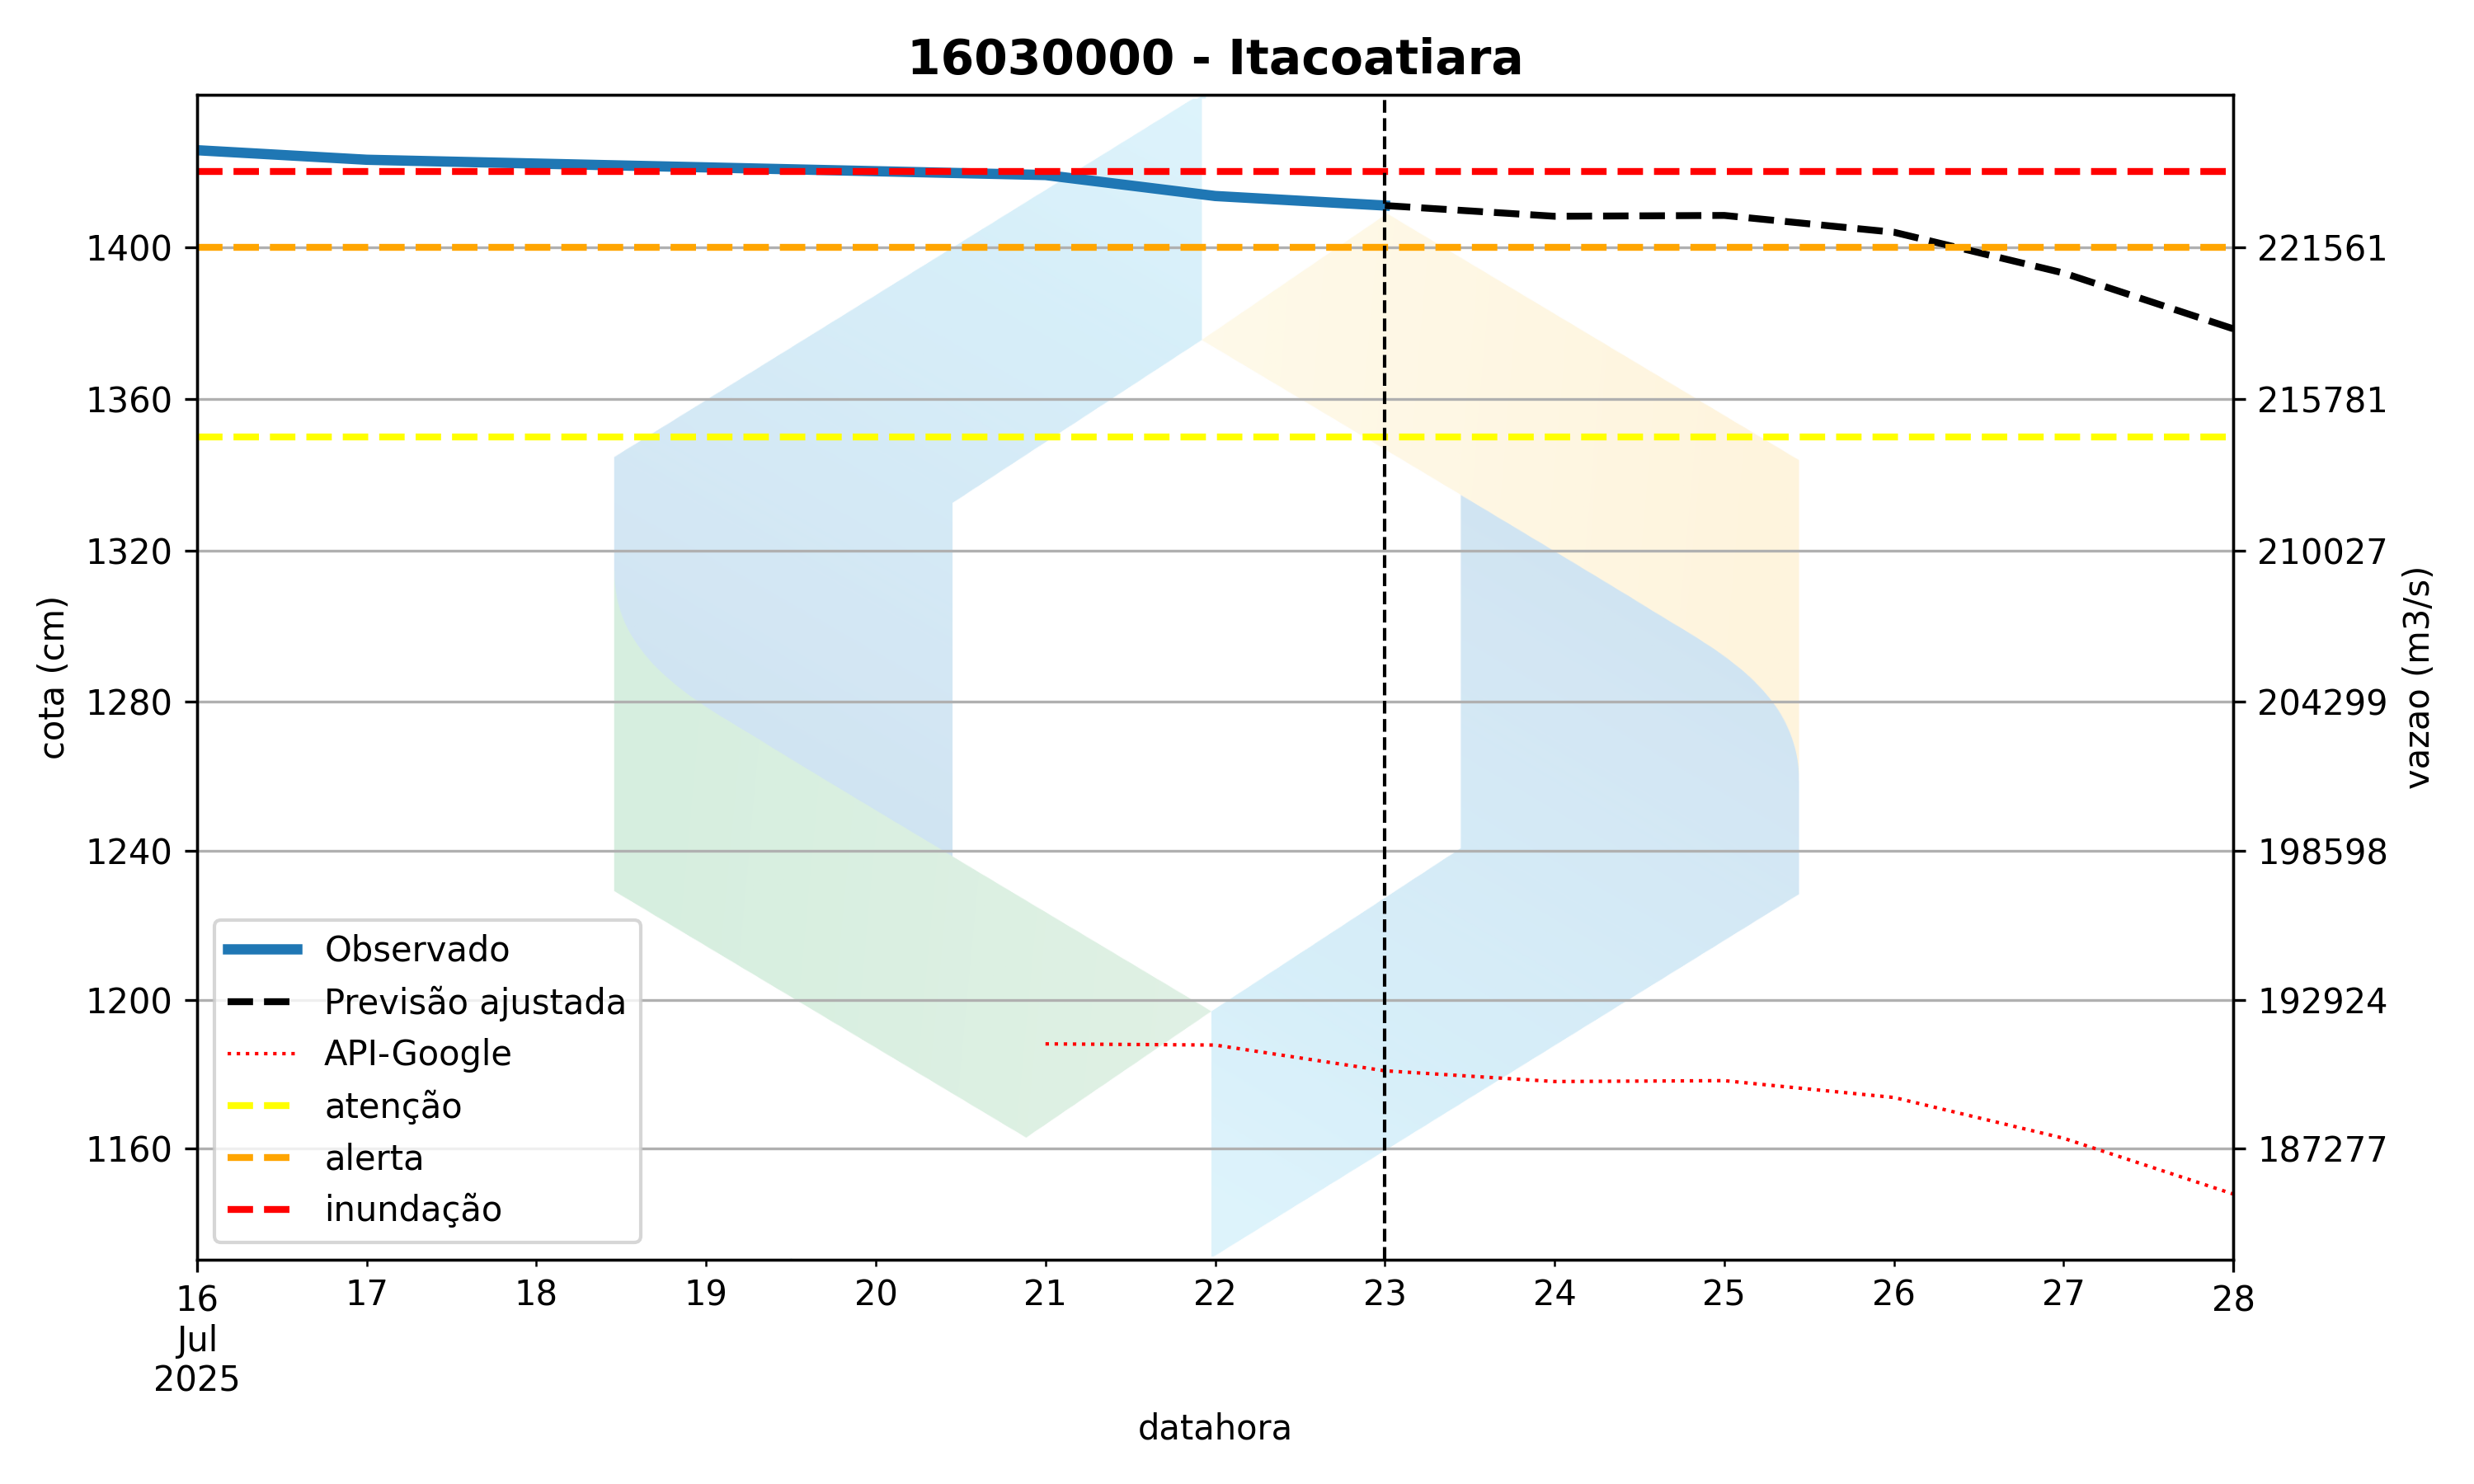 16030000 - Itacoatiara
1400
1360
1320
1280
1240
1200
1160
cota (cm)
221561
215781
210027
204299
198598
192924
187277
vazao (m3/s)
Observado
Previsão ajustada
API-Google
atenção
alerta
inundação
16 17 18 19 20 21 22 23 24 25 26 27 28
Jul
2025
datahora